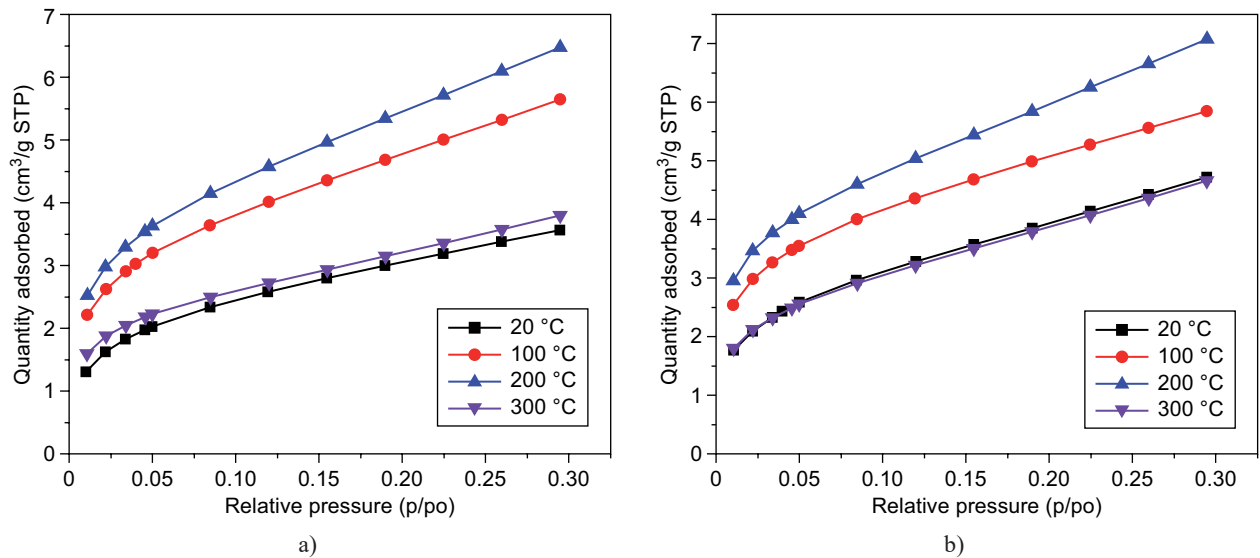 7
6
5
4
3
2
1
0
Quantity adsorbed (cm³/g STP)
0 0.05 0.10 0.15 0.20 0.25 0.30
Relative pressure (p/po)
20 °C
100 °C
200 °C
300 °C
a)
7
6
5
4
3
2
1
0
Quantity adsorbed (cm³/g STP)
0 0.05 0.10 0.15 0.20 0.25 0.30
Relative pressure (p/po)
20 °C
100 °C
200 °C
300 °C
b)